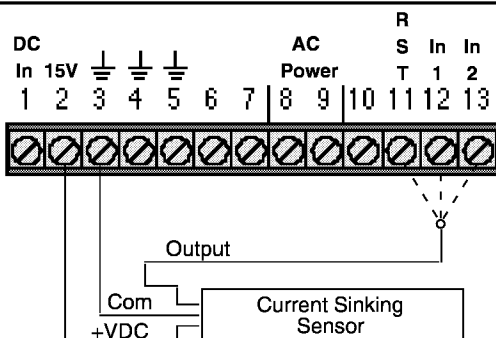 R
DC AC S In In
In 15V Power T 1 2
1 2 3 4 5 6 7 8 9 10 11 12 13
Output
Com
+VDC
Current Sinking
Sensor